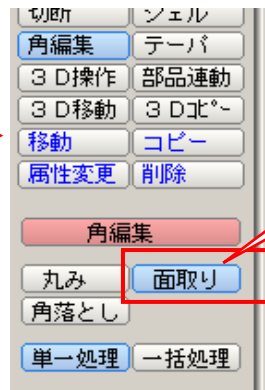 切断 シェル
角編集 テーパ
3D操作 部品連動
3D移動 3Dｺﾋﾟｰ
移動 コピー
属性変更 削除
角編集
丸み 面取り
角落とし
単一処理 一括処理